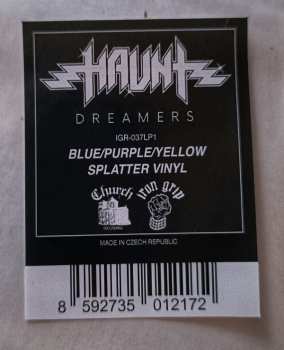 HAUNT
DREAMERS
IGR-037LP1
BLUE/PURPLE/YELLOW
SPLATTER VINYL
Church iron grip
RECORDINGS
MADE IN CZECH REPUBLIC
8 592735 012172